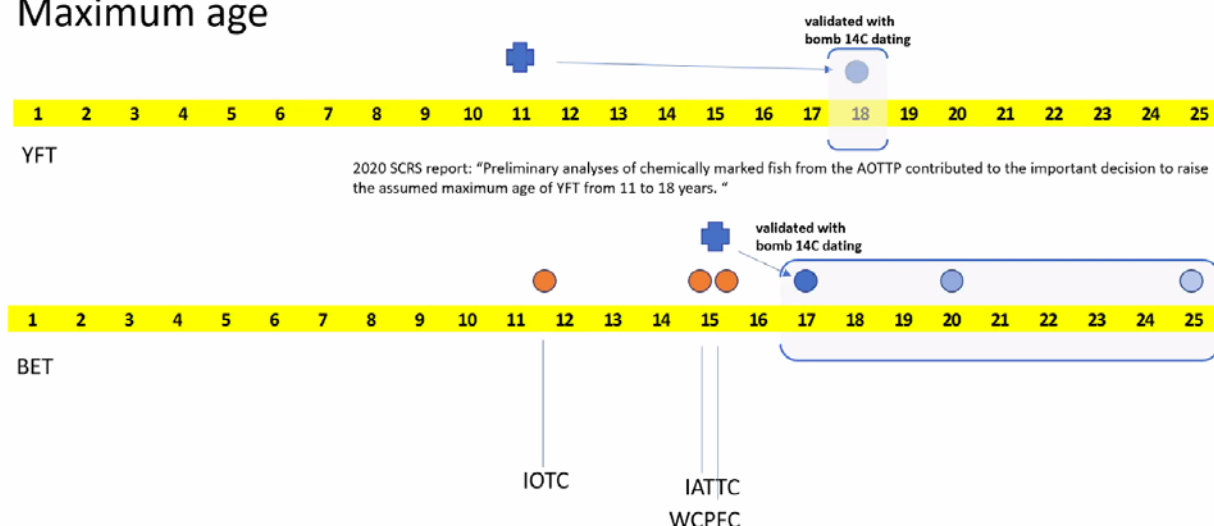 Maximum age
validated with
bomb 14C dating
1 2 3 4 5 6 7 8 9 10 11 12 13 14 15 16 17 18 19 20 21 22 23 24 25
YFT
2020 SCRS report: “Preliminary analyses of chemically marked fish from the AOTTP contributed to the important decision to raise
the assumed maximum age of YFT from 11 to 18 years. “
validated with
bomb 14C dating
1 2 3 4 5 6 7 8 9 10 11 12 13 14 15 16 17 18 19 20 21 22 23 24 25
BET
IOTC
IATTC
WCPFC